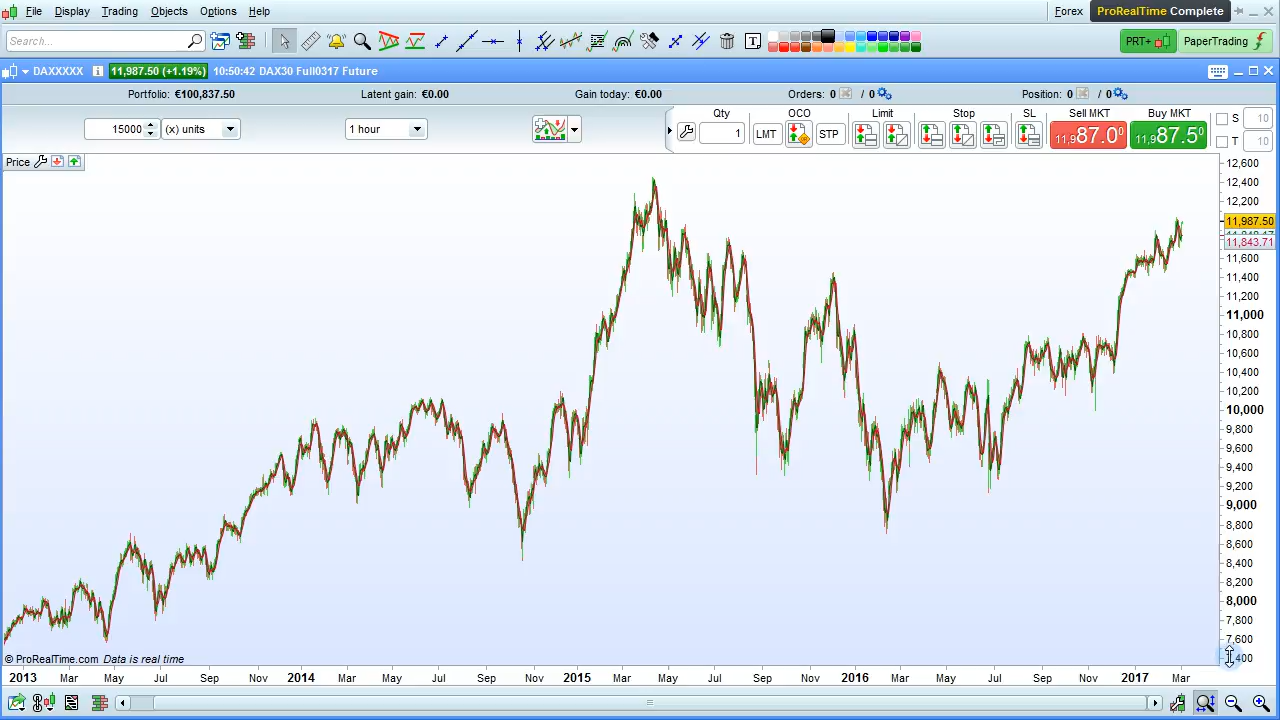 File Display Trading Objects Options Help Forex ProRealTime Complete
Search... PRT+ PaperTrading
DAXXXXX 11,987.50 (+1.19%) 10:50:42 DAX30 Full0317 Future
Portfolio: €100,837.50 Latent gain: €0.00 Gain today: €0.00 Orders: 0 / 0 Position: 0 / 0
Qty OCO Limit Stop SL Sell MKT Buy MKT S 10
15000 (x) units 1 hour 1 LMT STP 11,987.0⁰ 11,987.5⁰ T 10
Price
12,600
12,400
12,200
11,987.50
11,843.71
11,600
11,400
11,200
11,000
10,800
10,600
10,400
10,200
10,000
9,800
9,600
9,400
9,200
9,000
8,800
8,600
8,400
8,200
8,000
7,800
7,600
© ProRealTime.com Data is real time
2013 Mar May Jul Sep Nov 2014 Mar May Jul Sep Nov 2015 Mar May Jul Sep Nov 2016 Mar May Jul Sep Nov 2017 Mar